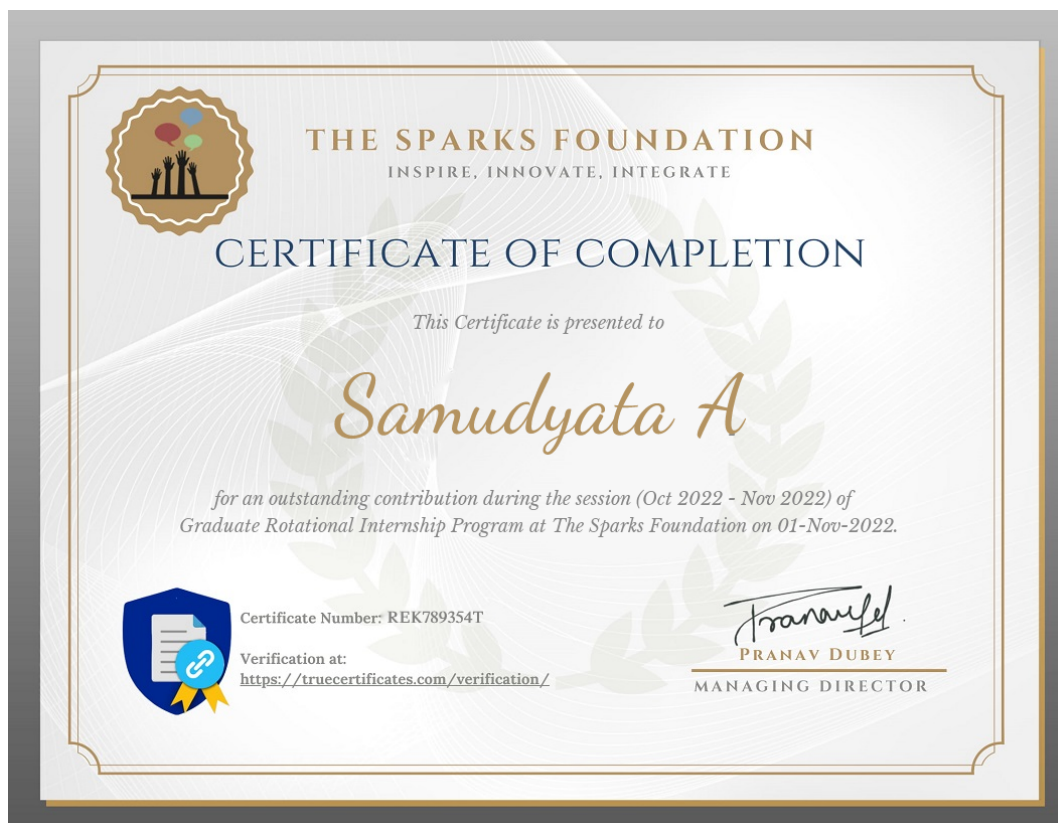 THE SPARKS FOUNDATION
INSPIRE, INNOVATE, INTEGRATE
CERTIFICATE OF COMPLETION
This Certificate is presented to
Samudyata A
for an outstanding contribution during the session (Oct 2022 - Nov 2022) of
Graduate Rotational Internship Program at The Sparks Foundation on 01-Nov-2022.
Certificate Number: REK789354T
Verification at:
https://truecertificates.com/verification/
PRANAV DUBEY
MANAGING DIRECTOR